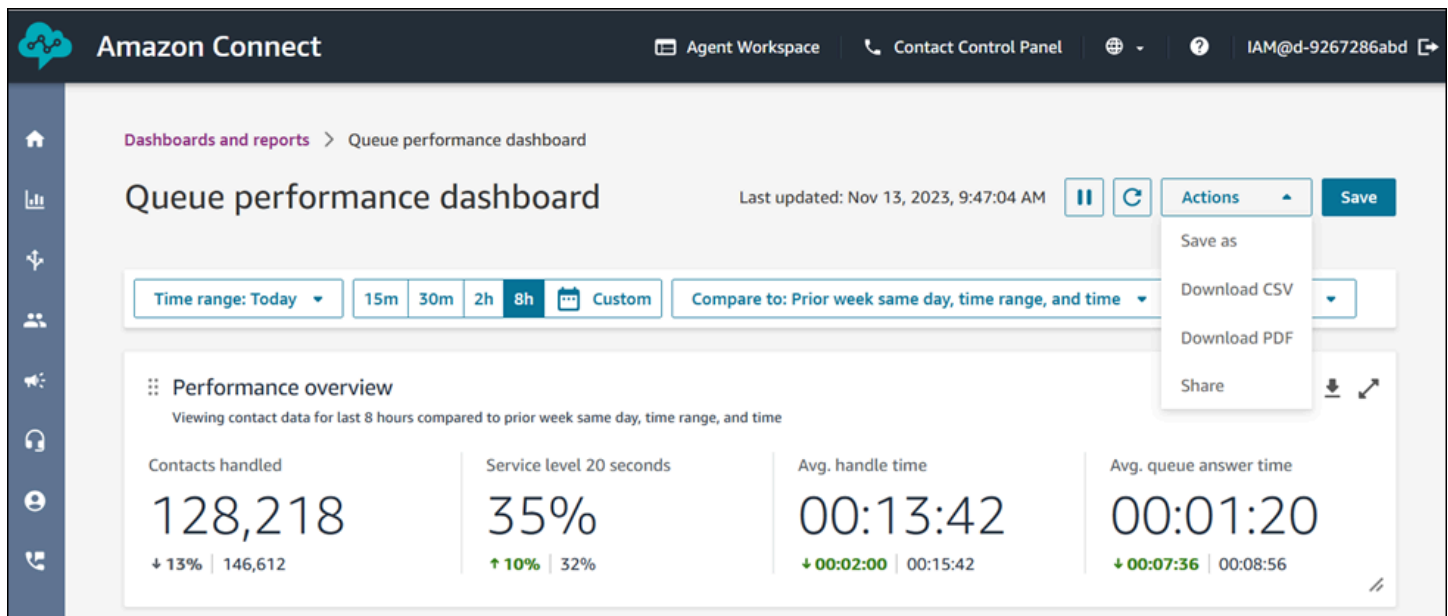 Amazon Connect
Agent Workspace
Contact Control Panel
IAM@d-9267286abd
Dashboards and reports > Queue performance dashboard
Queue performance dashboard
Last updated: Nov 13, 2023, 9:47:04 AM
Actions
Save
Save as
Download CSV
Download PDF
Share
Time range: Today
15m 30m 2h 8h Custom
Compare to: Prior week same day, time range, and time
Performance overview
Viewing contact data for last 8 hours compared to prior week same day, time range, and time
Contacts handled
128,218
↓ 13% | 146,612
Service level 20 seconds
35%
↑ 10% | 32%
Avg. handle time
00:13:42
↓ 00:02:00 | 00:15:42
Avg. queue answer time
00:01:20
↓ 00:07:36 | 00:08:56